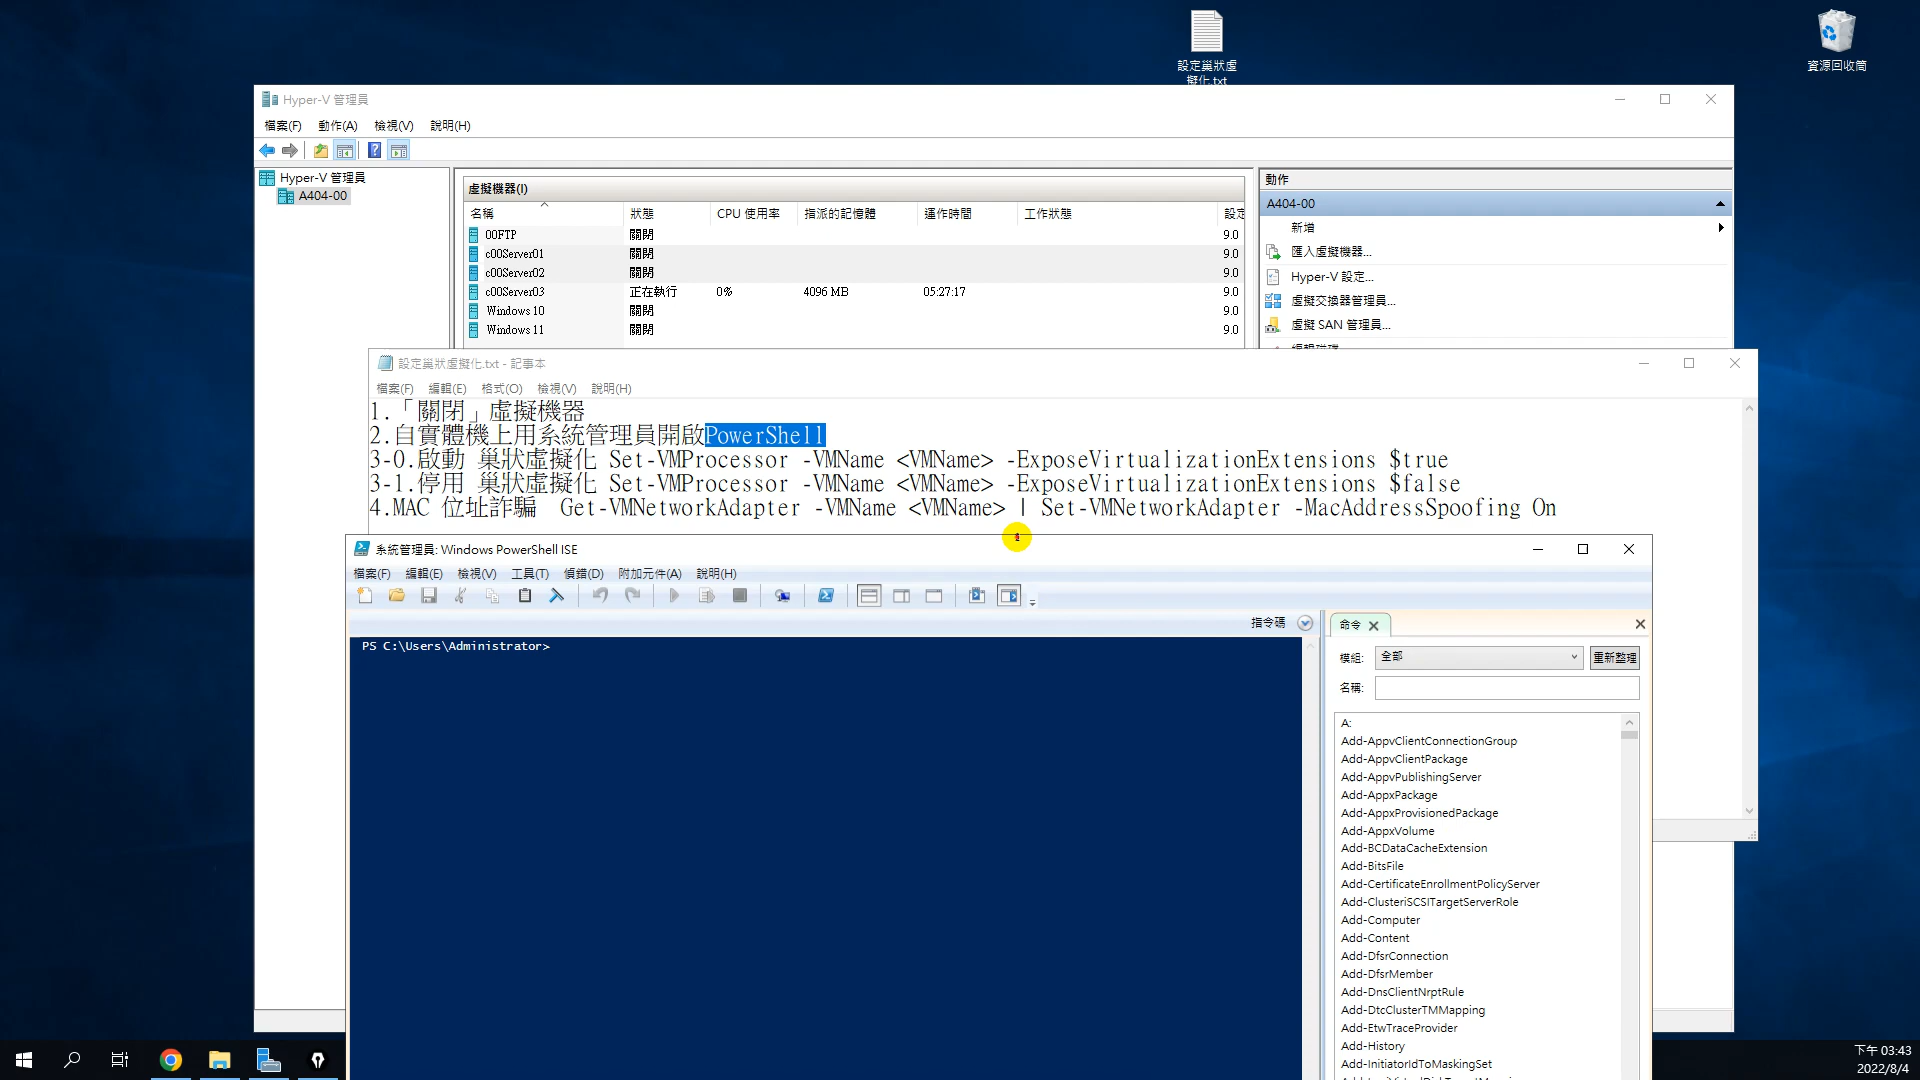 設定巢狀虛
擬化.txt
資源回收筒
Hyper-V 管理員
檔案(F) 動作(A) 檢視(V) 說明(H)
Hyper-V 管理員
A404-00
虛擬機器(I)
名稱 狀態 CPU 使用率 指派的記憶體 運作時間 工作狀態 設定
00FTP 關閉 9.0
c00Server01 關閉 9.0
c00Server02 關閉 9.0
c00Server03 正在執行 0% 4096 MB 05:27:17 9.0
Windows 10 關閉 9.0
Windows 11 關閉 9.0
動作
A404-00
新增
匯入虛擬機器...
Hyper-V 設定...
虛擬交換器管理員...
虛擬 SAN 管理員...
設定巢狀虛擬化.txt - 記事本
檔案(F) 編輯(E) 格式(O) 檢視(V) 說明(H)
1.「關閉」虛擬機器
2.自實體機上用系統管理員開啟PowerShell
3-0.啟動 巢狀虛擬化 Set-VMProcessor -VMName <VMName> -ExposeVirtualizationExtensions $true
3-1.停用 巢狀虛擬化 Set-VMProcessor -VMName <VMName> -ExposeVirtualizationExtensions $false
4.MAC 位址詐騙 Get-VMNetworkAdapter -VMName <VMName> | Set-VMNetworkAdapter -MacAddressSpoofing On
系統管理員: Windows PowerShell ISE
檔案(F) 編輯(E) 檢視(V) 工具(T) 偵錯(D) 附加元件(A) 說明(H)
指令碼
PS C:\Users\Administrator>
命令
模組: 全部 重新整理
名稱:
A:
Add-AppvClientConnectionGroup
Add-AppvClientPackage
Add-AppvPublishingServer
Add-AppxPackage
Add-AppxProvisionedPackage
Add-AppxVolume
Add-BCDataCacheExtension
Add-BitsFile
Add-CertificateEnrollmentPolicyServer
Add-ClusteriSCSITargetServerRole
Add-Computer
Add-Content
Add-DfsrConnection
Add-DfsrMember
Add-DnsClientNrptRule
Add-DtcClusterTMMapping
Add-EtwTraceProvider
Add-History
Add-InitiatorIdToMaskingSet
下午 03:43
2022/8/4